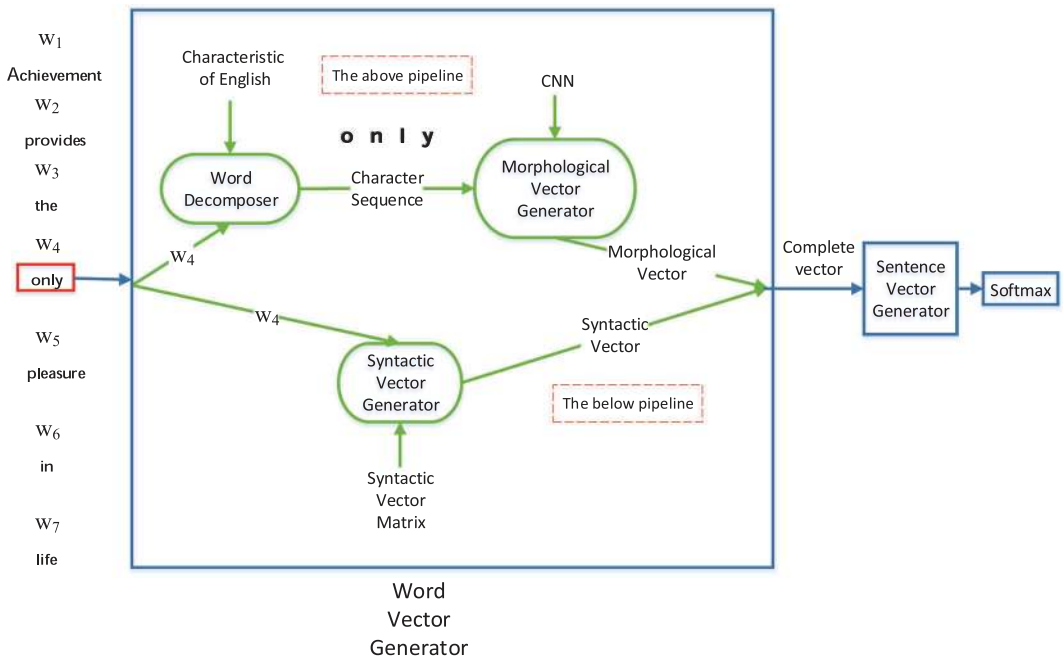 W1
Achievement
W2
provides
W3
the
W4
only
W5
pleasure
W6
in
W7
life
Characteristic
of English
The above pipeline
CNN
o n l y
Word
Decomposer
Character
Sequence
Morphological
Vector
Generator
W4
Morphological
Vector
W4
Syntactic
Vector
Complete
vector
Sentence
Vector
Generator
Softmax
Syntactic
Vector
Generator
The below pipeline
Syntactic
Vector
Matrix
Word
Vector
Generator